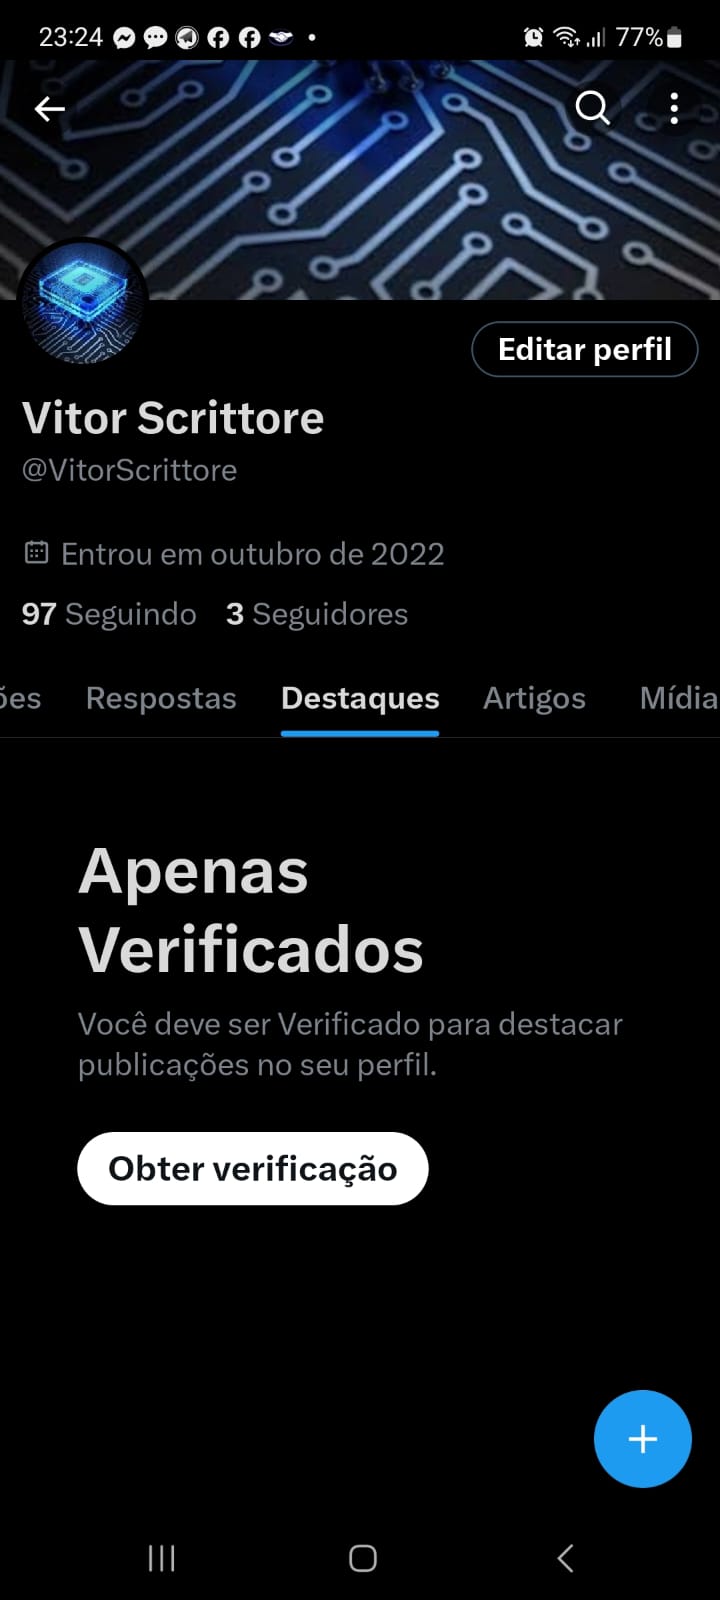 23:24
77%
Editar perfil
Vitor Scrittore
@VitorScrittore
Entrou em outubro de 2022
97 Seguindo 3 Seguidores
ões Respostas Destaques Artigos Mídia
Apenas
Verificados
Você deve ser Verificado para destacar
publicações no seu perfil.
Obter verificação